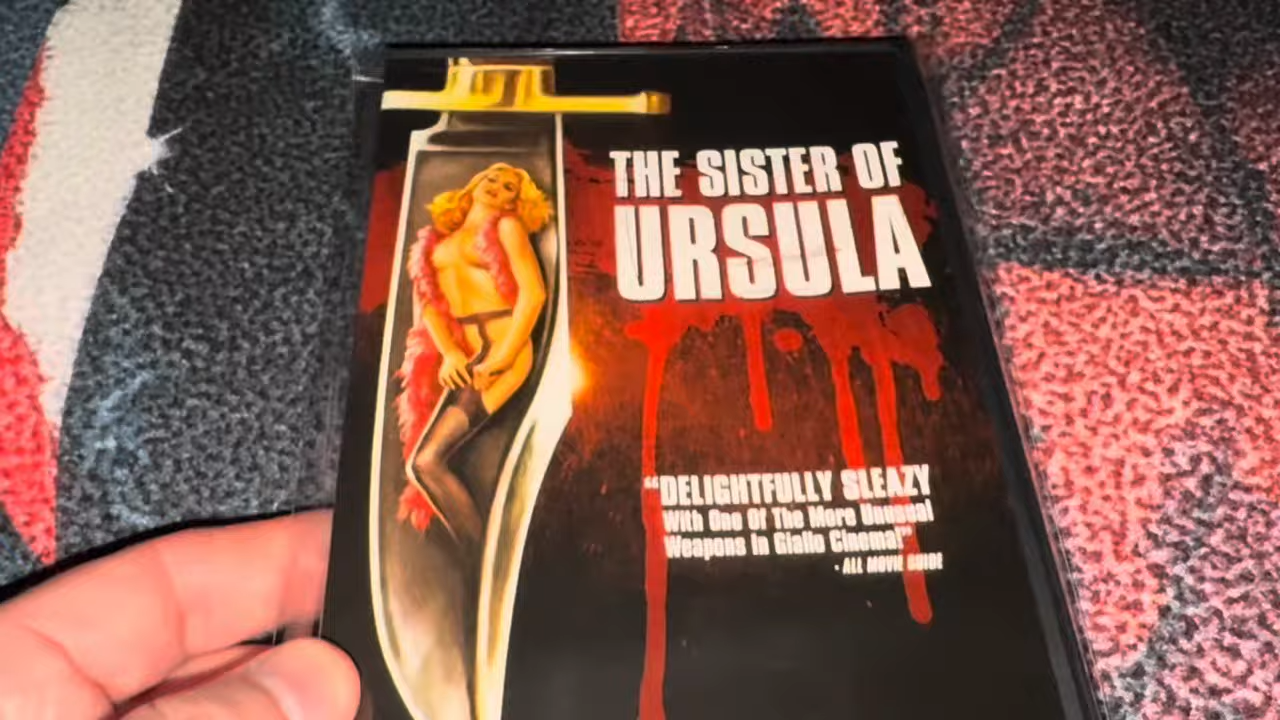 THE SISTER OF
URSULA
“DELIGHTFULLY SLEAZY
With One Of The More Unusual
Weapons In Giallo Cinema!”
- ALL MOVIE GUIDE